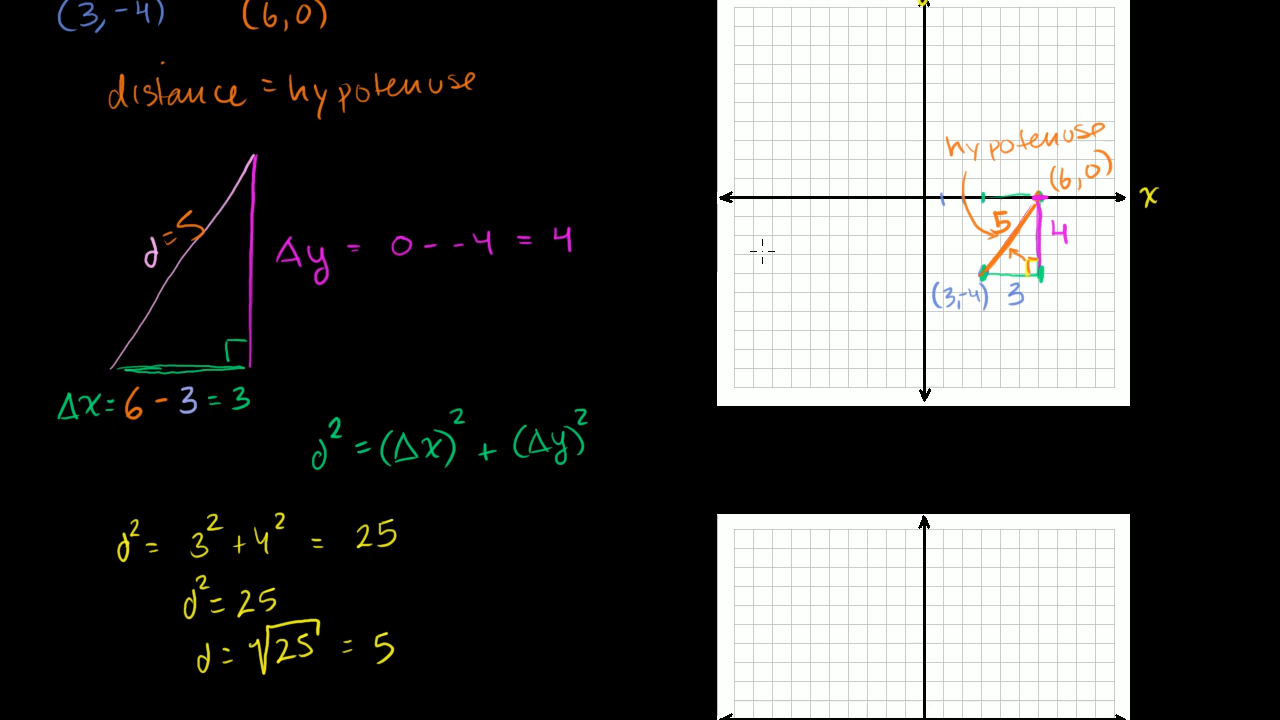 (3,-4) (6,0)
distance = hypotenuse
d = 5
Δy = 0 - - 4 = 4
Δx = 6 - 3 = 3
d² = (Δx)² + (Δy)²
d² = 3² + 4² = 25
d² = 25
d = √25 = 5
hypotenuse
(6,0)
x
5
4
(3,-4) 3